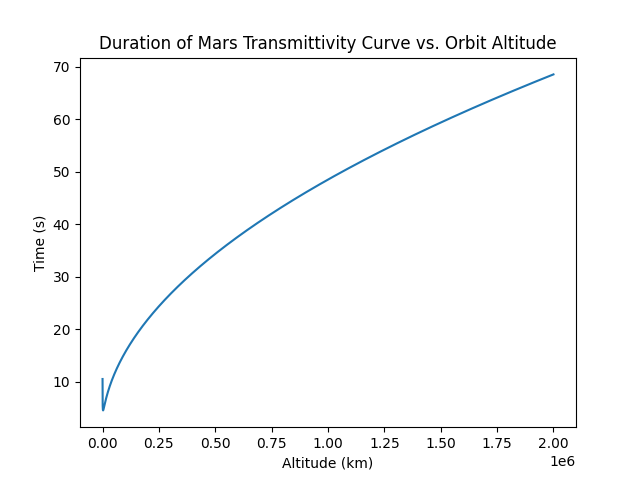 Duration of Mars Transmittivity Curve vs. Orbit Altitude
70
60
50
40
30
20
10
Time (s)
0.00 0.25 0.50 0.75 1.00 1.25 1.50 1.75 2.00
1e6
Altitude (km)